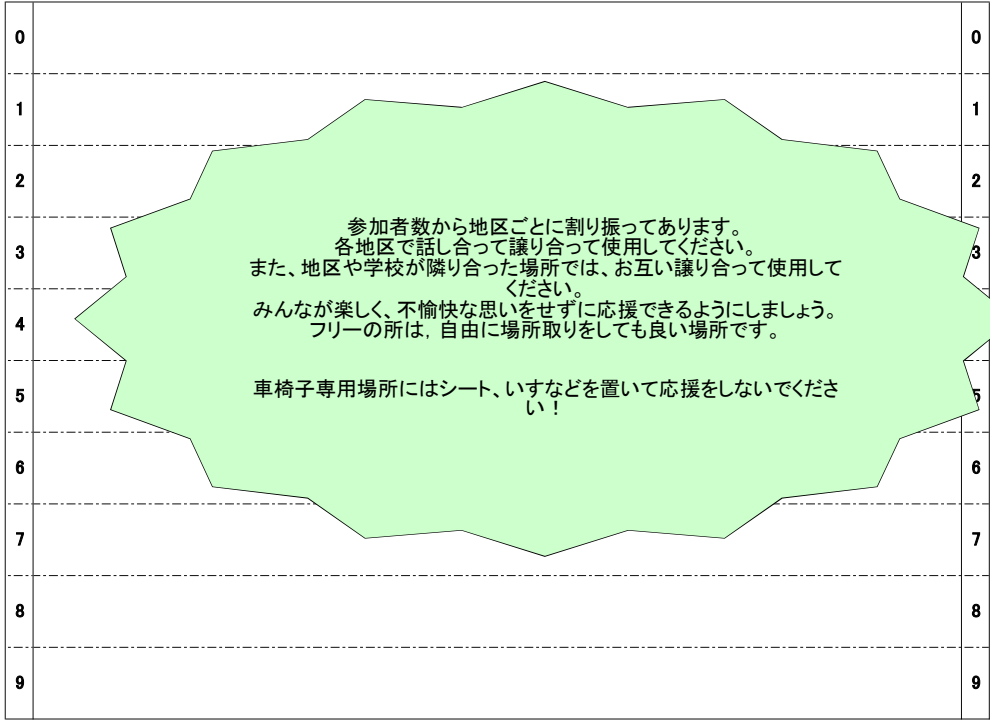 0 0
1 1
2 2
参加者数から地区ごとに割り振ってあります。
3 各地区で話し合って譲り合って使用してください。 3
また、地区や学校が隣り合った場所では、お互い譲り合って使用して
ください。
みんなが楽しく、不愉快な思いをせずに応援できるようにしましょう。
4 フリーの所は，自由に場所取りをしても良い場所です。 4
車椅子専用場所にはシート、いすなどを置いて応援をしないでくださ
5 い！ 5
6 6
7 7
8 8
9 9